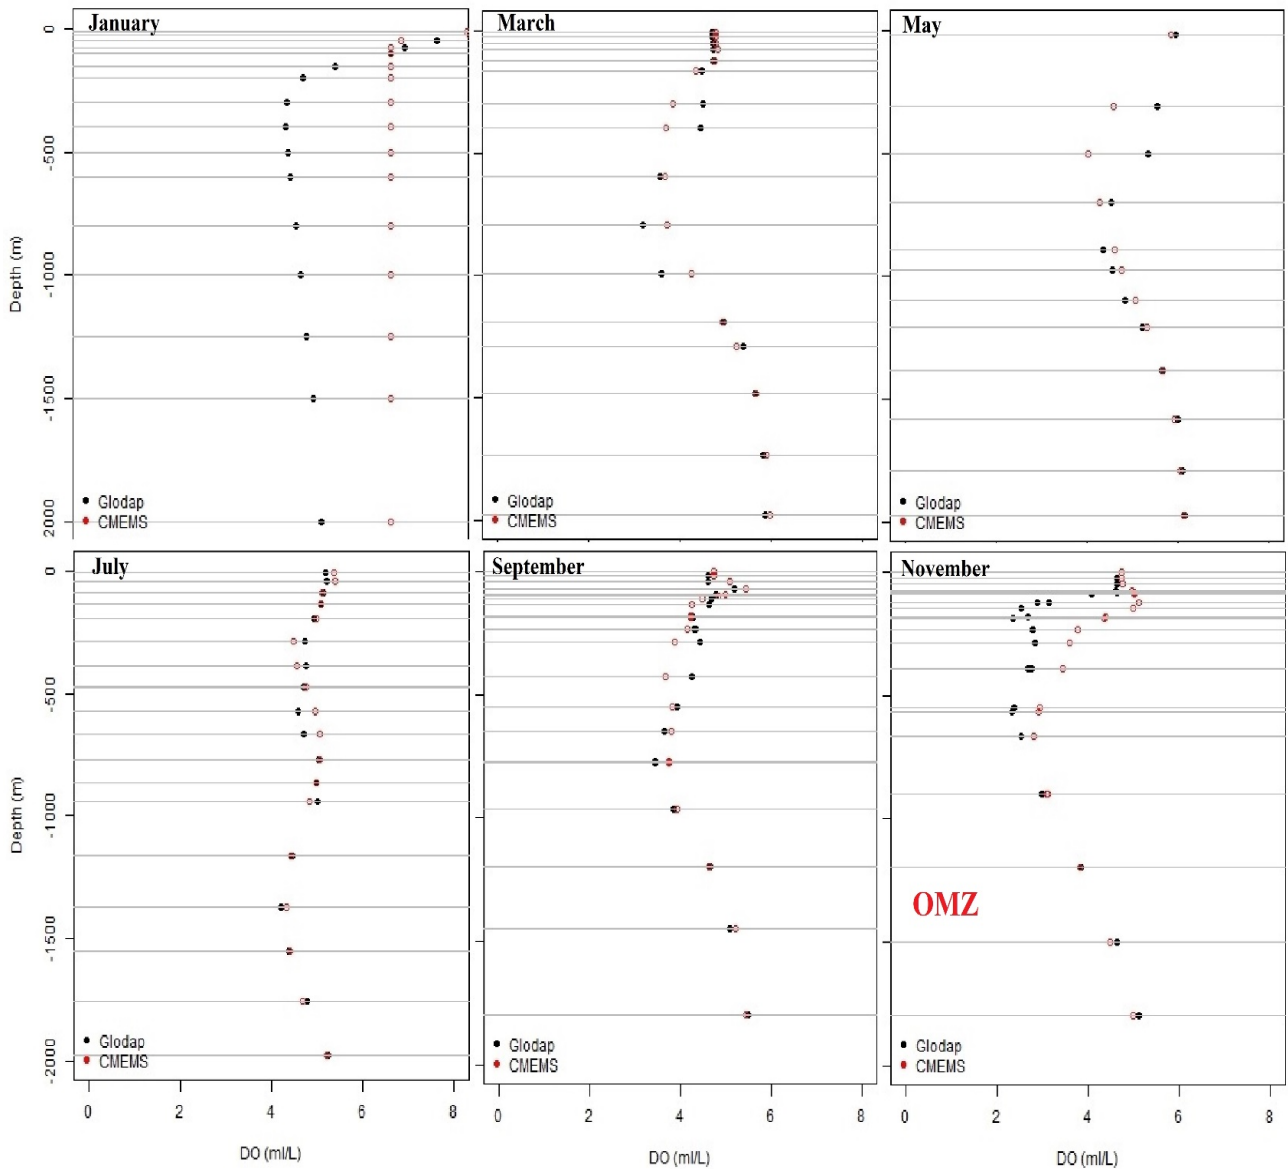 January
March
May
0
-500
-1000
-1500
-2000
Depth (m)
Glodap
CMEMS
Glodap
CMEMS
Glodap
CMEMS
July
September
November
0
-500
-1000
-1500
-2000
Depth (m)
OMZ
Glodap
CMEMS
Glodap
CMEMS
Glodap
CMEMS
0 2 4 6 8
0 2 4 6 8
0 2 4 6 8
DO (ml/L)
DO (ml/L)
DO (ml/L)